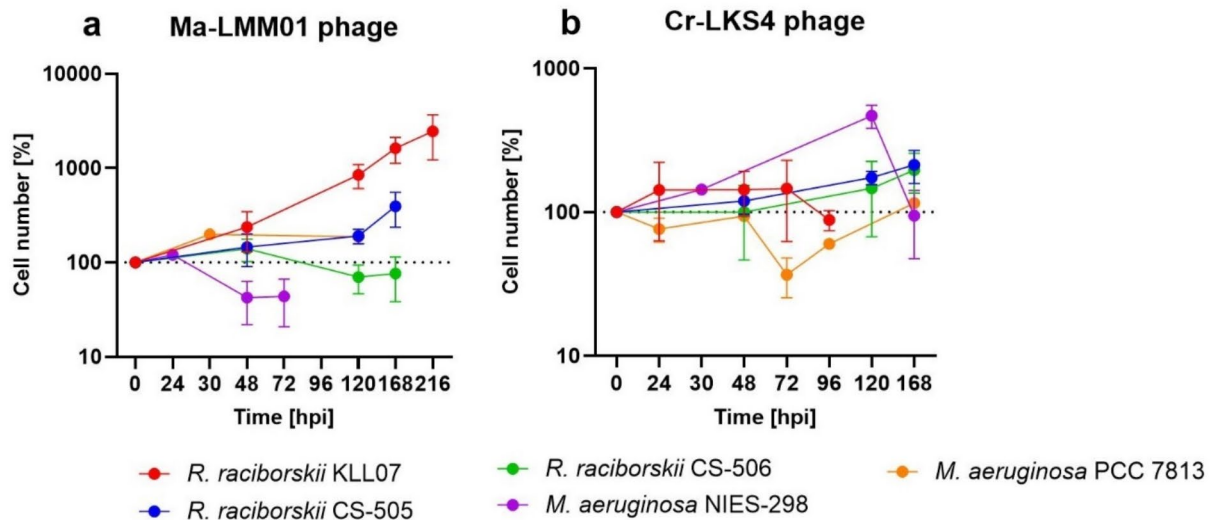 a Ma-LMM01 phage
Cell number [%]
10000
1000
100
10
0 24 30 48 72 96 120 168 216
Time [hpi]
b Cr-LKS4 phage
Cell number [%]
1000
100
10
0 24 30 48 72 96 120 168
Time [hpi]
R. raciborskii KLL07
R. raciborskii CS-505
R. raciborskii CS-506
M. aeruginosa NIES-298
M. aeruginosa PCC 7813